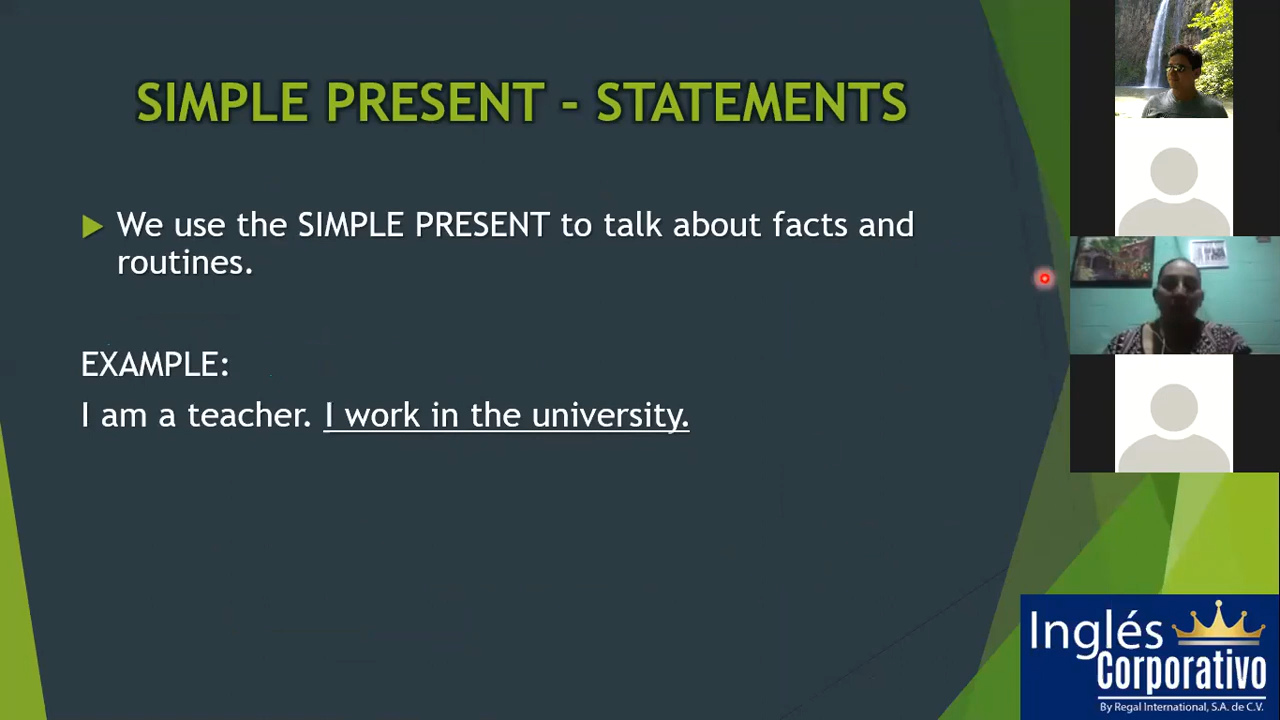 SIMPLE PRESENT - STATEMENTS
We use the SIMPLE PRESENT to talk about facts and
routines.
EXAMPLE:
I am a teacher. I work in the university.
Inglés
Corporativo
By Regal International, S.A. de C.V.